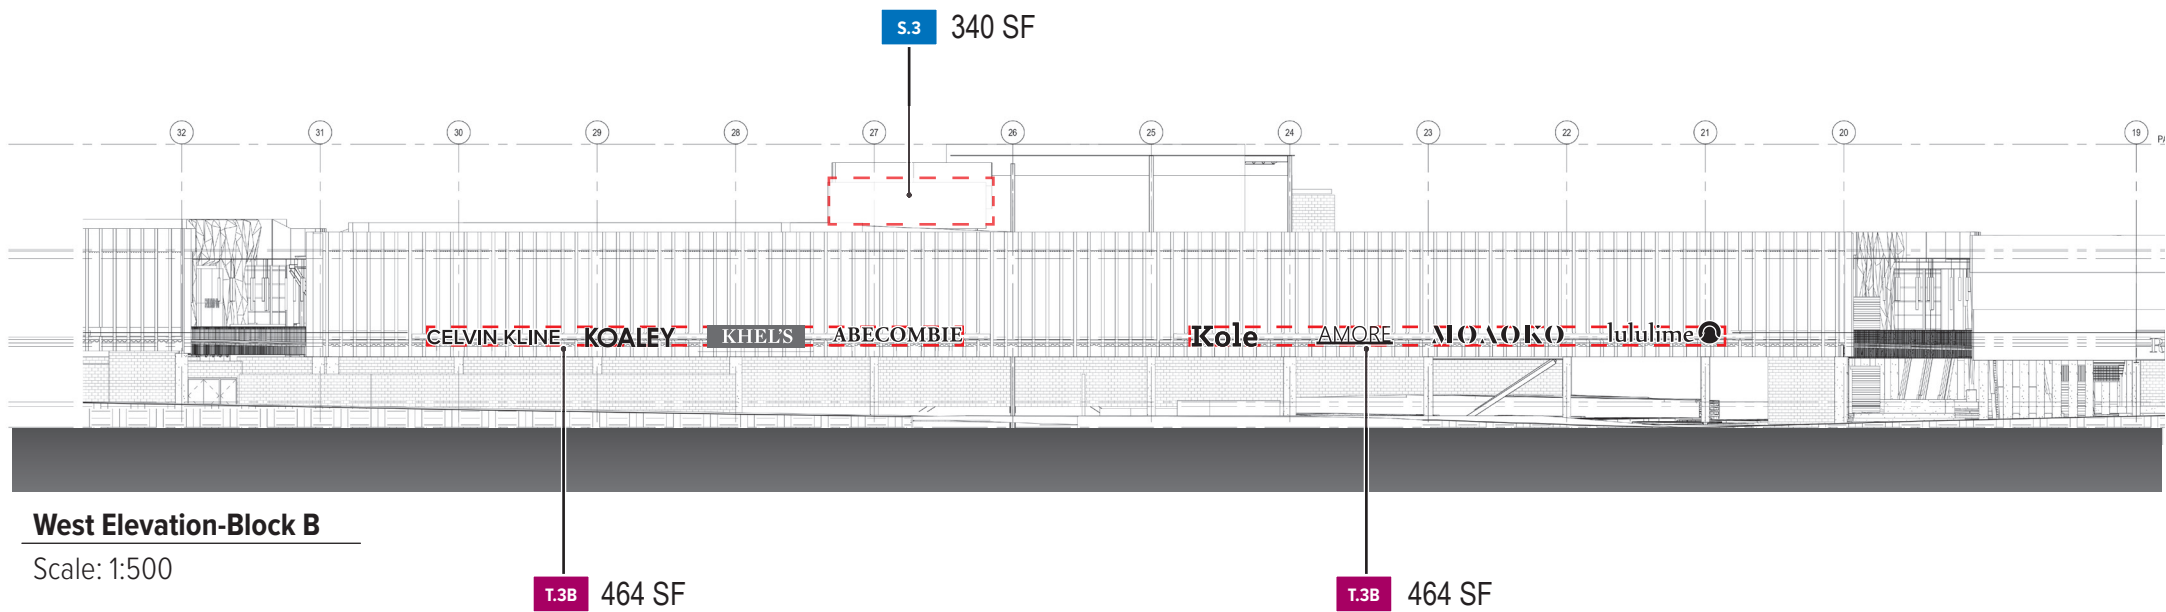 S.3 340 SF
32 31 30 29 28 27 26 25 24 23 22 21 20 19
CELVIN KLINE KOALEY KHEL'S ABECOMBIE Kole AMORE MOMOKO lululime
West Elevation-Block B
Scale: 1:500
T.3B 464 SF T.3B 464 SF